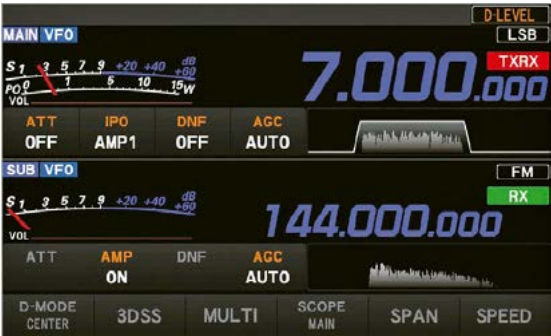 D-LEVEL
MAIN VFO LSB
S 1 3 5 7 9 +20 +40 +60 dB
TXRX
7.000.000
PO 0 1 5 10 15 W
VOL
ATT IPO DNF AGC
OFF AMP1 OFF AUTO
SUB VFO FM
S 1 3 5 7 9 +20 +40 +60 dB
RX
144.000.000
VOL
ATT AMP DNF AGC
ON AUTO
D-MODE 3DSS MULTI SCOPE SPAN SPEED
CENTER MAIN